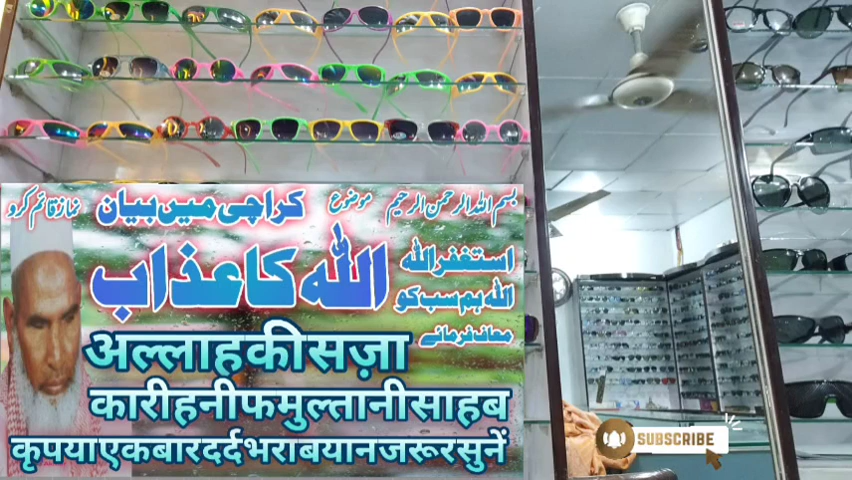 بسم اللہ الرحمن الرحیم موضوع کراچی میں بیان نماز قائم کرو
استغفر اللہ
اللہ کا عذاب
اللہ ہم سب کو
معاف فرمائے
अल्लाहकीसज़ा
कारीहनीफमुल्तानीसाहब
कृपयाएकबारदर्दभराबयानजरूरसुनें
SUBSCRIBE